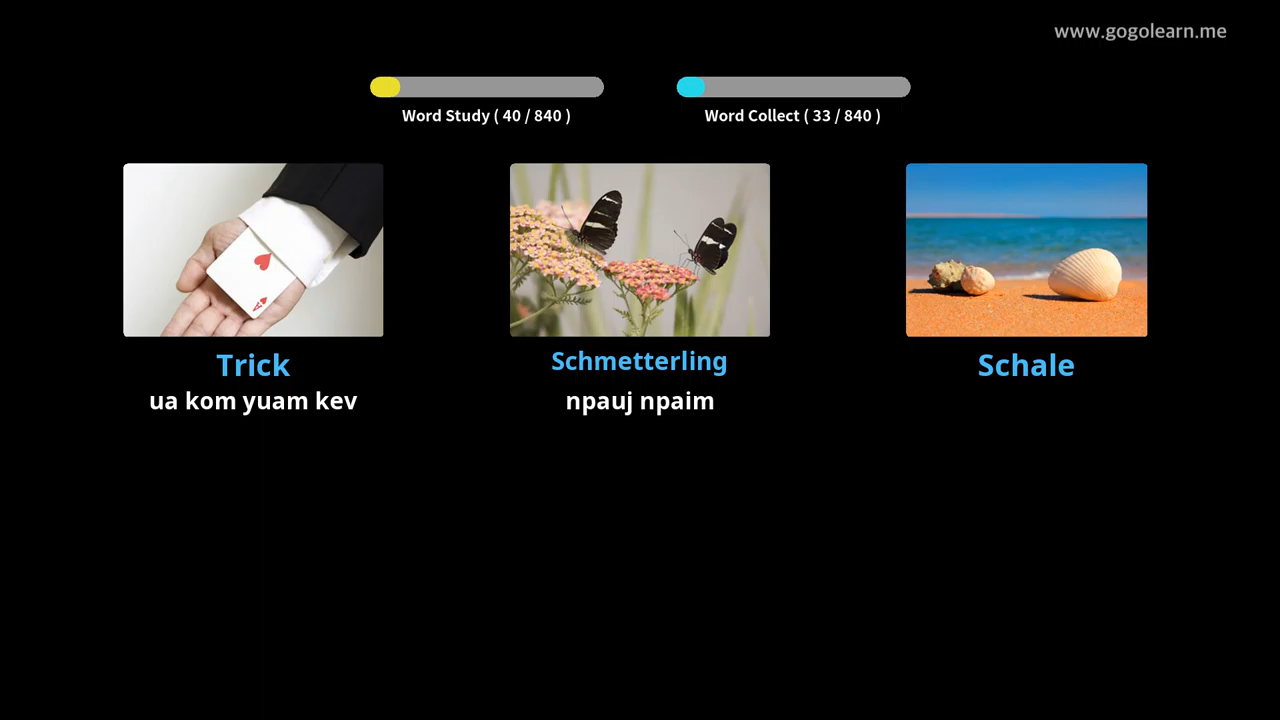 www.gogolearn.me
Word Study ( 40 / 840 )
Word Collect ( 33 / 840 )
Trick
ua kom yuam kev
Schmetterling
npauj npaim
Schale